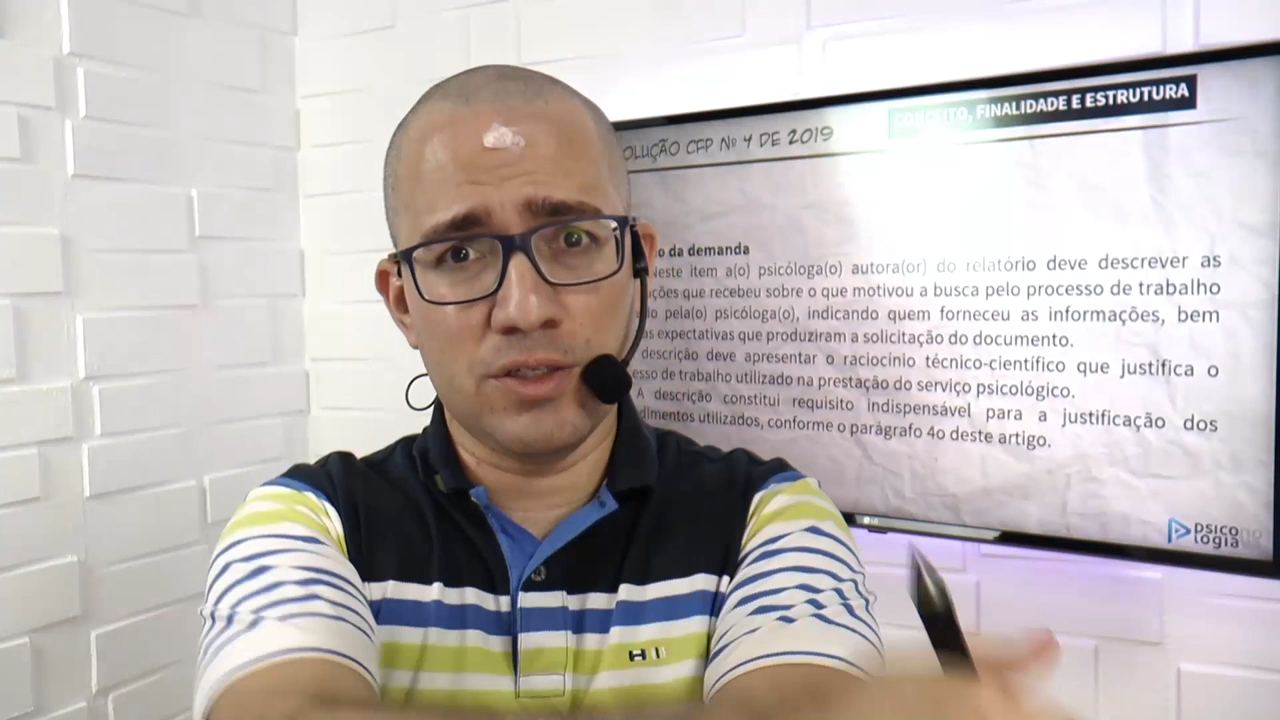 CONCEITO, FINALIDADE E ESTRUTURA
OLUÇÃO CFP Nº 4 DE 2019
o da demanda
Neste item a(o) psicóloga(o) autora(or) do relatório deve descrever as
ções que recebeu sobre o que motivou a busca pelo processo de trabalho
pela(o) psicóloga(o), indicando quem forneceu as informações, bem
as expectativas que produziram a solicitação do documento.
descrição deve apresentar o raciocínio técnico-científico que justifica o
esso de trabalho utilizado na prestação do serviço psicológico.
A descrição constitui requisito indispensável para a justificação dos
dimentos utilizados, conforme o parágrafo 4o deste artigo.
LG
psico
logia
H